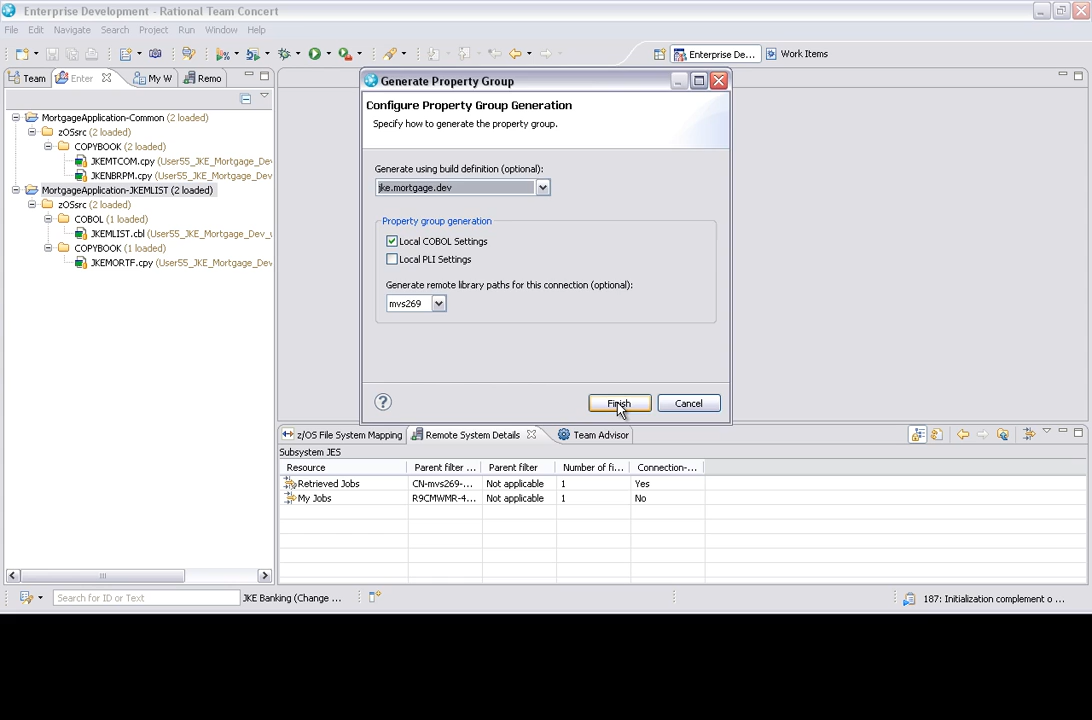 Enterprise Development - Rational Team Concert
File Edit Navigate Search Project Run Window Help
Enterprise De... Work Items
Team Enter My W Remo
MortgageApplication-Common (2 loaded)
zOSsrc (2 loaded)
COPYBOOK (2 loaded)
JKEMTCOM.cpy (User55_JKE_Mortgage_Dev
JKENBRPM.cpy (User55_JKE_Mortgage_Dev
MortgageApplication-JKEMLIST (2 loaded)
zOSsrc (2 loaded)
COBOL (1 loaded)
JKEMLIST.cbl (User55_JKE_Mortgage_Dev_
COPYBOOK (1 loaded)
JKEMORTF.cpy (User55_JKE_Mortgage_Dev
Generate Property Group
Configure Property Group Generation
Specify how to generate the property group.
Generate using build definition (optional):
jke.mortgage.dev
Property group generation
Local COBOL Settings
Local PLI Settings
Generate remote library paths for this connection (optional):
mvs269
? Finish Cancel
z/OS File System Mapping Remote System Details Team Advisor
Subsystem JES
Resource Parent filter ... Parent filter Number of fi... Connection-...
Retrieved Jobs CN-mvs269-... Not applicable 1 Yes
My Jobs R9CMWMR-4... Not applicable 1 No
Search for ID or Text JKE Banking (Change ... 187: Initialization complement o ...